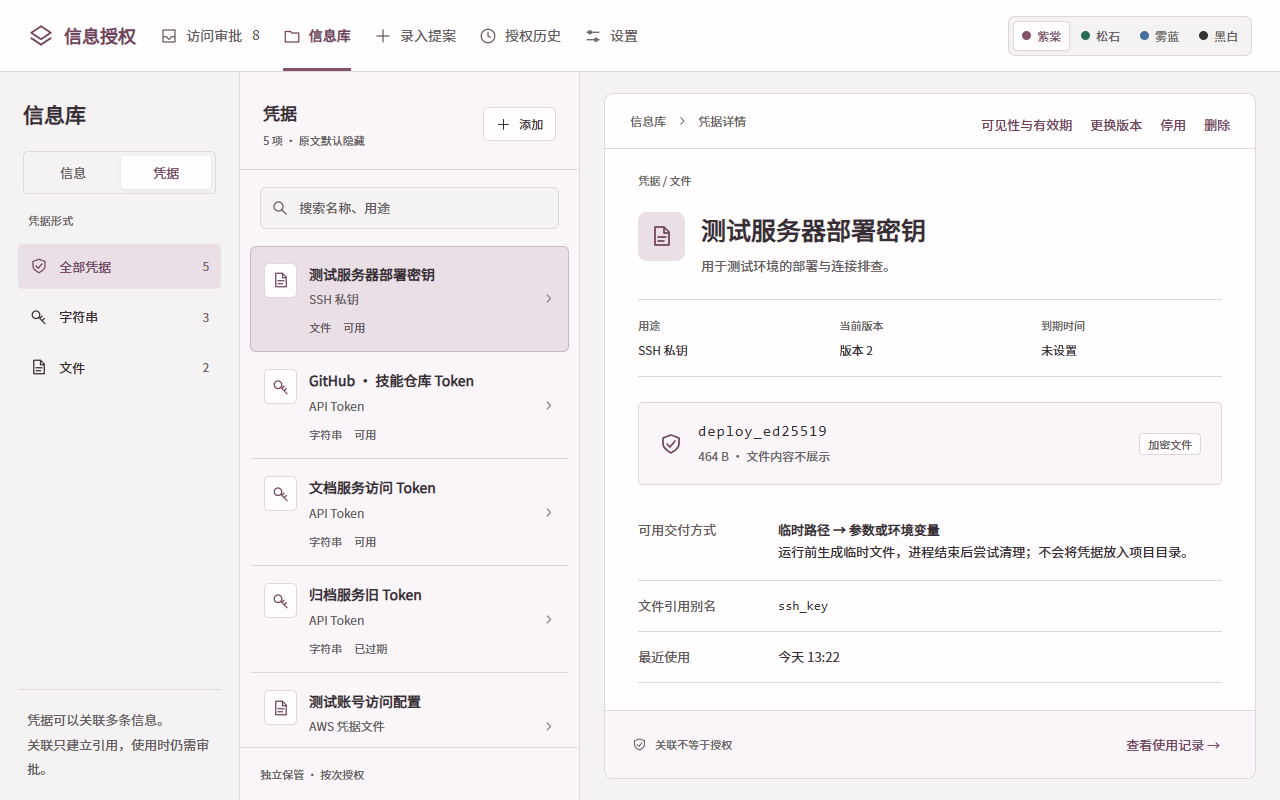 信息授权
访问审批 8
信息库
录入提案
授权历史
设置
紫棠
松石
雾蓝
黑白
信息库
信息
凭据
凭据形式
全部凭据 5
字符串 3
文件 2
凭据可以关联多条信息。
关联只建立引用，使用时仍需审
批。
凭据
5 项 · 原文默认隐藏
添加
搜索名称、用途
测试服务器部署密钥
SSH 私钥
文件 可用
GitHub · 技能仓库 Token
API Token
字符串 可用
文档服务访问 Token
API Token
字符串 可用
归档服务旧 Token
API Token
字符串 已过期
测试账号访问配置
AWS 凭据文件
独立保管 · 按次授权
信息库 > 凭据详情
可见性与有效期 更换版本 停用 删除
凭据 / 文件
测试服务器部署密钥
用于测试环境的部署与连接排查。
用途 当前版本 到期时间
SSH 私钥 版本 2 未设置
deploy_ed25519
464 B · 文件内容不展示
加密文件
可用交付方式 临时路径 → 参数或环境变量
运行前生成临时文件，进程结束后尝试清理；不会将凭据放入项目目录。
文件引用别名 ssh_key
最近使用 今天 13:22
关联不等于授权
查看使用记录 →